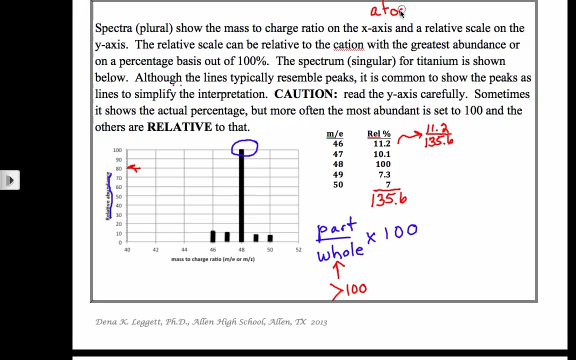 ato
Spectra (plural) show the mass to charge ratio on the x-axis and a relative scale on the
y-axis. The relative scale can be relative to the cation with the greatest abundance or
on a percentage basis out of 100%. The spectrum (singular) for titanium is shown
below. Although the lines typically resemble peaks, it is common to show the peaks as
lines to simplify the interpretation. CAUTION: read the y-axis carefully. Sometimes
it shows the actual percentage, but more often the most abundant is set to 100 and the
others are RELATIVE to that.
m/e Rel %
46 11.2
47 10.1
48 100
49 7.3
50 7
135.6
11.2
135.6
Relative abundance
100
90
80
70
60
50
40
30
20
10
0
40 42 44 46 48 50 52
mass to charge ratio (m/e or m/z)
part
whole
x 100
>100
Dena K. Leggett, Ph.D., Allen High School, Allen, TX 2013